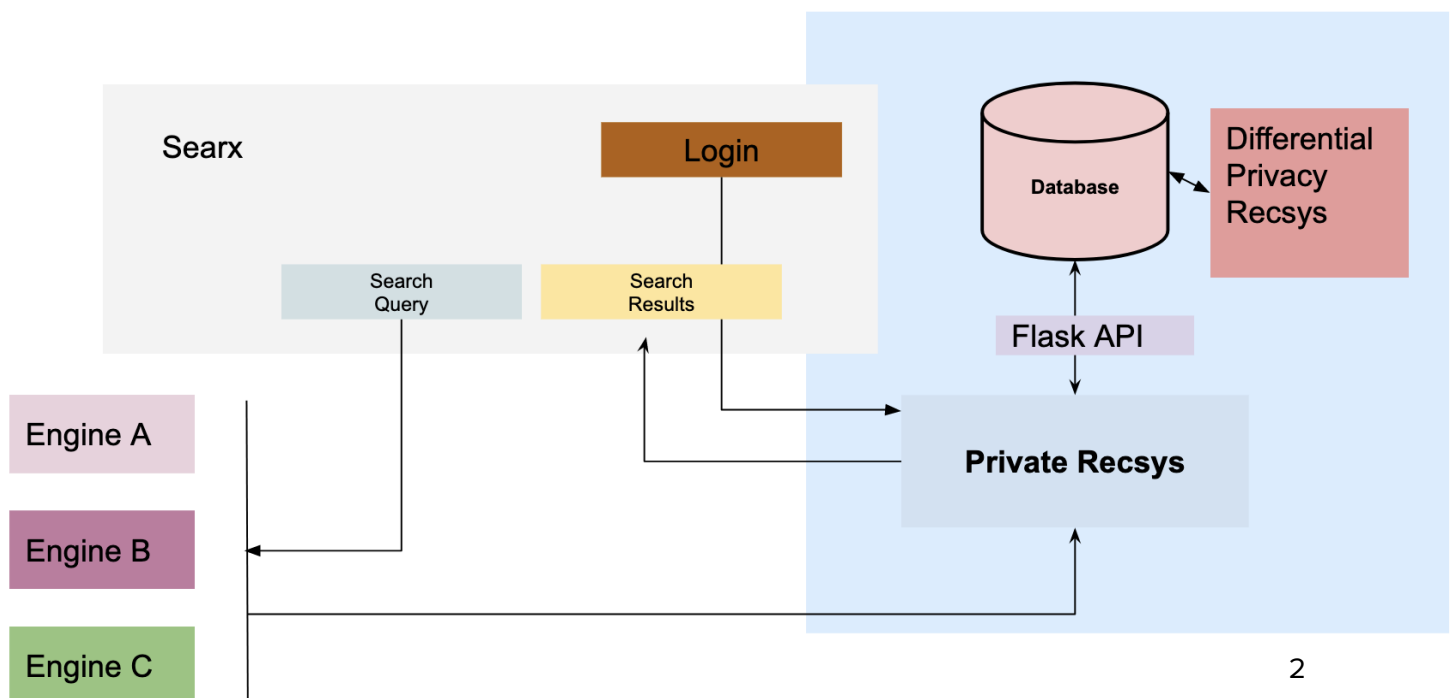 Searx
Login
Search
Query
Search
Results
Database
Differential
Privacy
Recsys
Flask API
Private Recsys
Engine A
Engine B
Engine C
2